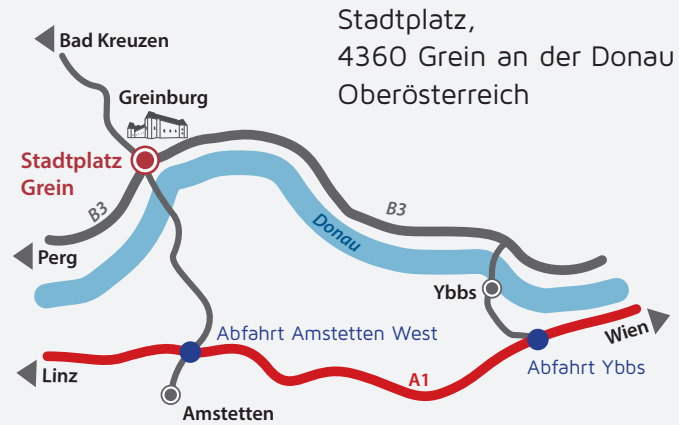 Stadtplatz,
4360 Grein an der Donau
Oberösterreich
Bad Kreuzen
Greinburg
Stadtplatz
Grein
B3
B3
Donau
Perg
Ybbs
Wien
Abfahrt Amstetten West
Abfahrt Ybbs
Linz
A1
Amstetten